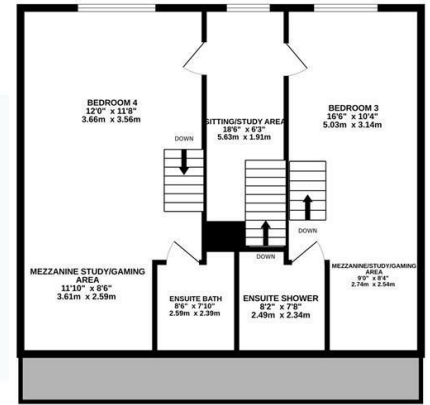 BEDROOM 4
12'0" x 11'8"
3.66m x 3.56m
SITTING/STUDY AREA
18'6" x 6'3"
5.63m x 1.91m
BEDROOM 3
16'6" x 10'4"
5.03m x 3.14m
DOWN
DOWN
DOWN
MEZZANINE STUDY/GAMING
AREA
11'10" x 8'6"
3.61m x 2.59m
ENSUITE BATH
8'6" x 7'10"
2.59m x 2.39m
ENSUITE SHOWER
8'2" x 7'8"
2.49m x 2.34m
MEZZANINE/STUDY/GAMING
AREA
9'0" x 8'4"
2.74m x 2.54m